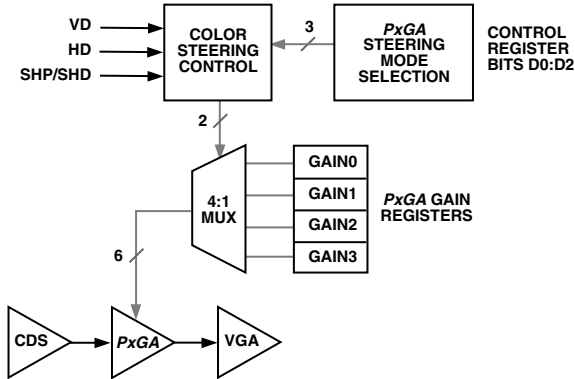 VD
HD
SHP/SHD
COLOR
STEERING
CONTROL
3
PxGA
STEERING
MODE
SELECTION
CONTROL
REGISTER
BITS D0:D2
2
4:1
MUX
GAIN0
GAIN1
GAIN2
GAIN3
PxGA GAIN
REGISTERS
6
CDS
PxGA
VGA